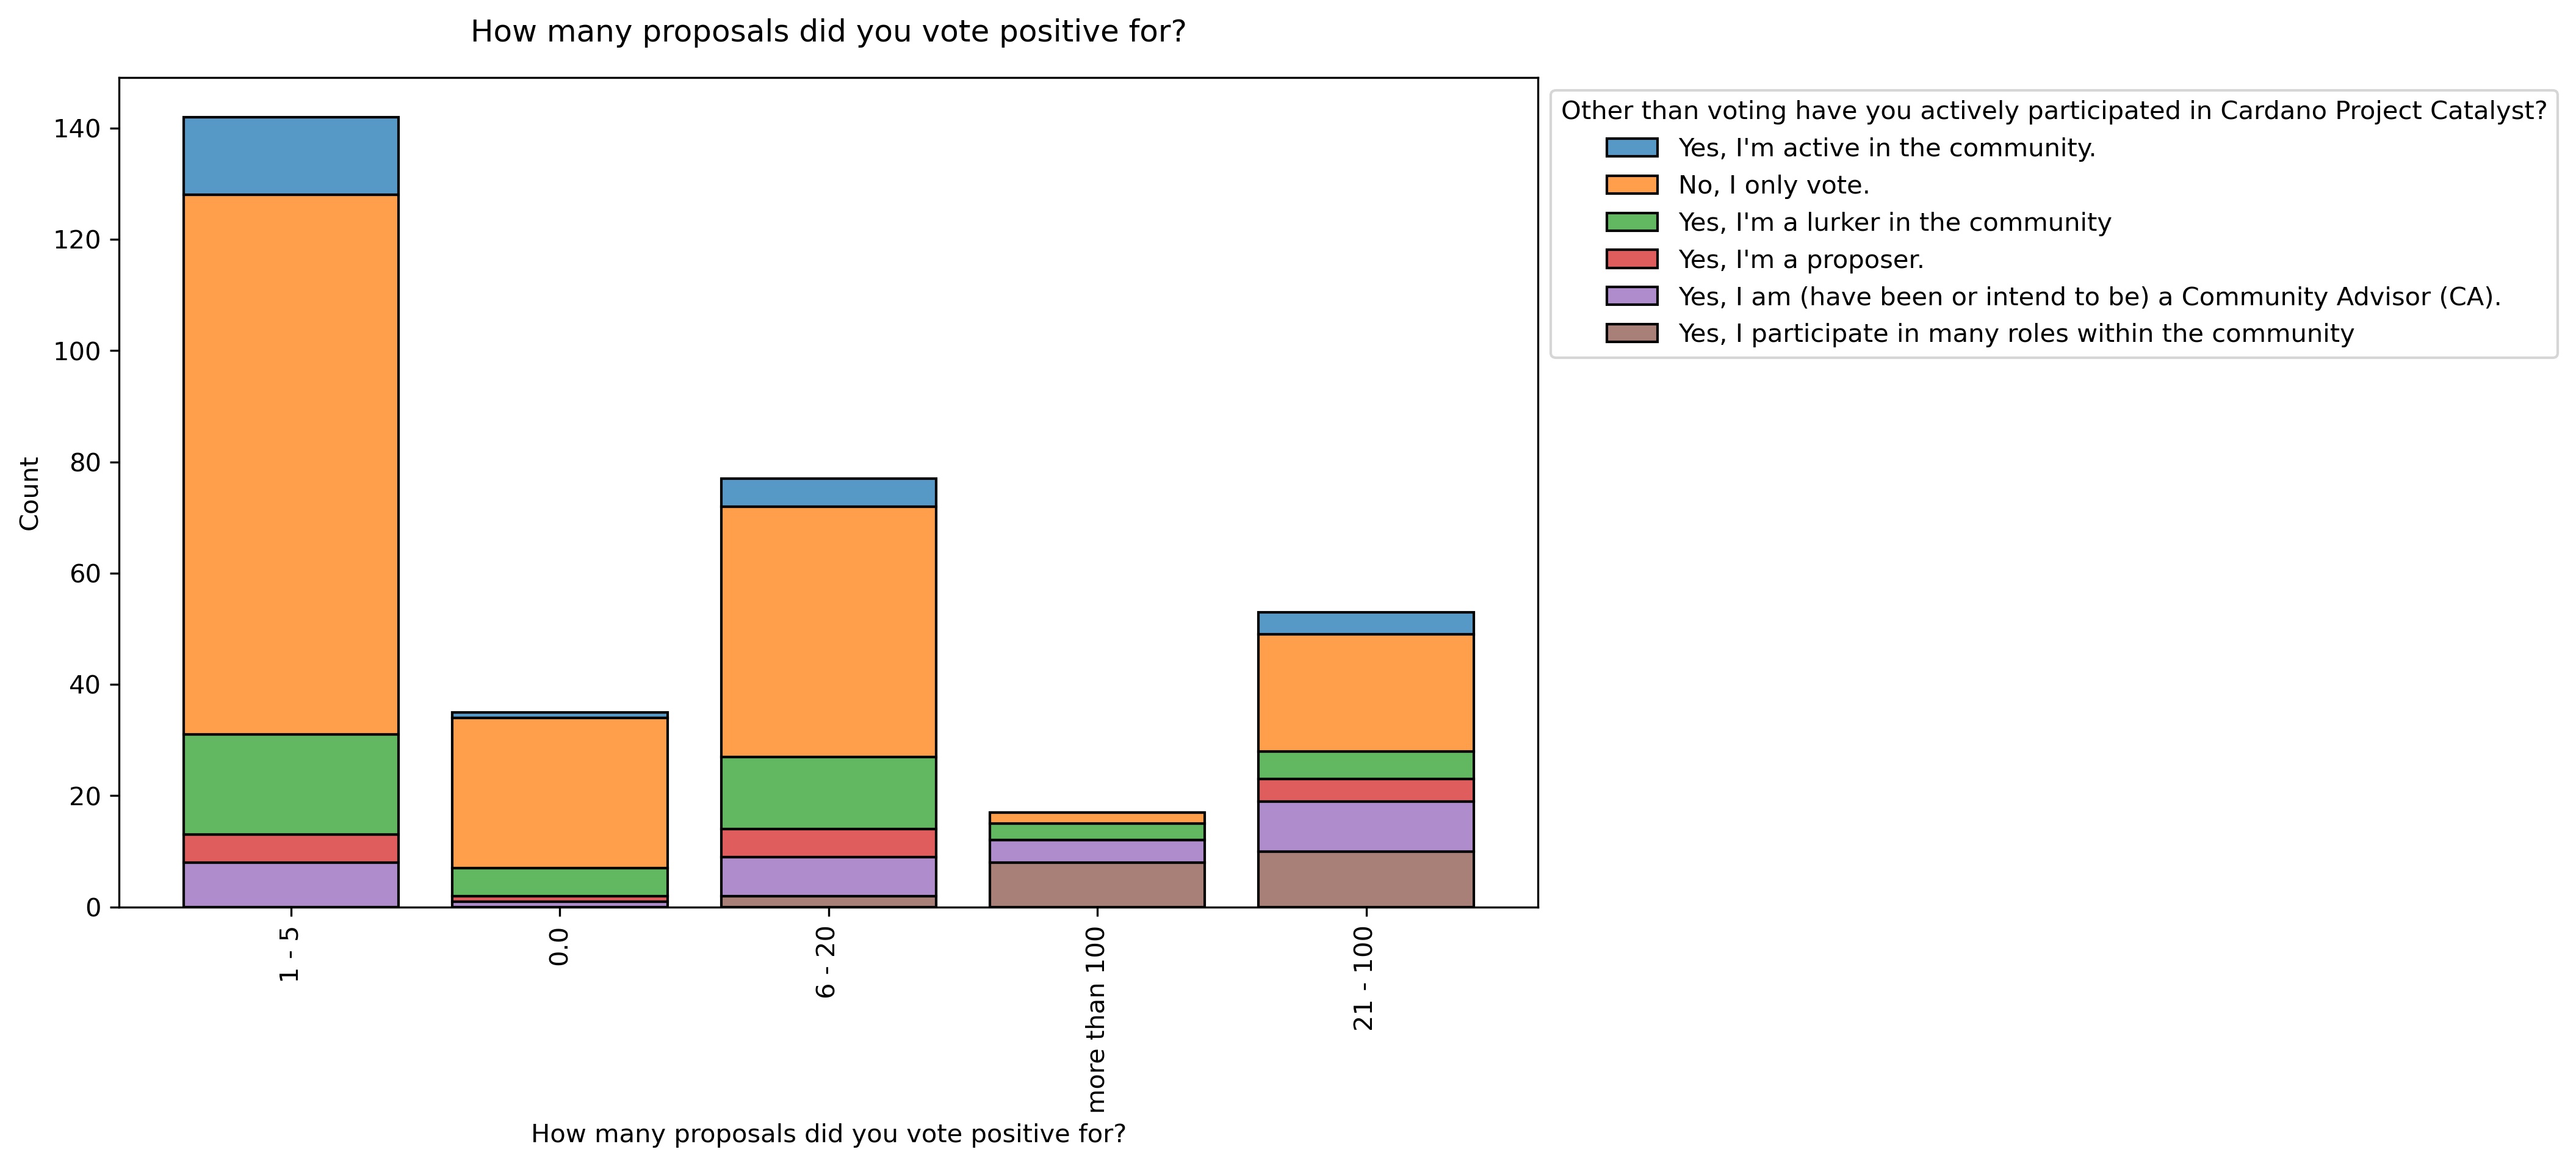 How many proposals did you vote positive for?
Other than voting have you actively participated in Cardano Project Catalyst?
Yes, I'm active in the community.
No, I only vote.
Yes, I'm a lurker in the community
Yes, I'm a proposer.
Yes, I am (have been or intend to be) a Community Advisor (CA).
Yes, I participate in many roles within the community
Count
140
120
100
80
60
40
20
0
1 - 5
0.0
6 - 20
more than 100
21 - 100
How many proposals did you vote positive for?